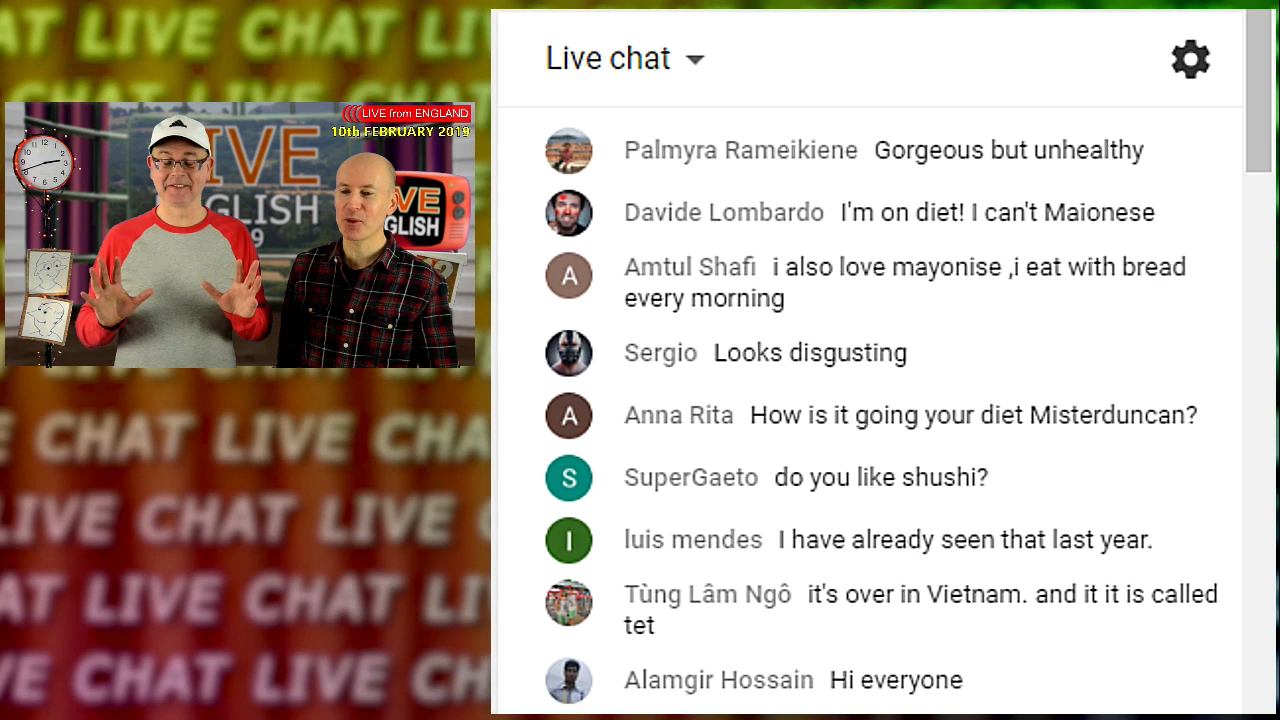 AT LIVE CHAT LIVE
LIVE from ENGLAND
10th FEBRUARY 2019
LIVE
ENGLISH
Live chat
Palmyra Rameikiene Gorgeous but unhealthy
Davide Lombardo I'm on diet! I can't Maionese
A Amtul Shafi i also love mayonise ,i eat with bread
every morning
Sergio Looks disgusting
A Anna Rita How is it going your diet Misterduncan?
S SuperGaeto do you like shushi?
l luis mendes I have already seen that last year.
Tùng Lâm Ngô it's over in Vietnam. and it it is called
tet
Alamgir Hossain Hi everyone
E CHAT LIVE CHA
LIVE CHAT LIVE
AT LIVE CHAT LI
VE CHAT LIVE C